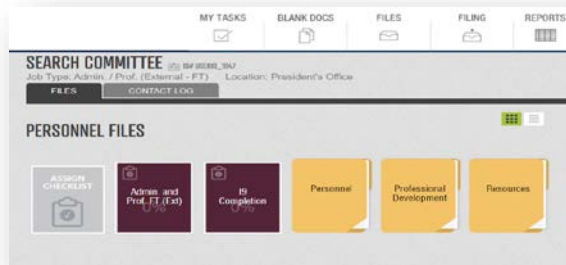 MY TASKS
BLANK DOCS
FILES
FILING
REPORTS
SEARCH COMMITTEE
Job Type: Admin. / Prof. (External - FT) Location: President's Office
FILES
CONTACT LOG
PERSONNEL FILES
ASSIGN
CHECKLIST
Admin. and
Prof. FT (Ext)
0%
I9
Completion
0%
Personnel
Professional
Development
Resources